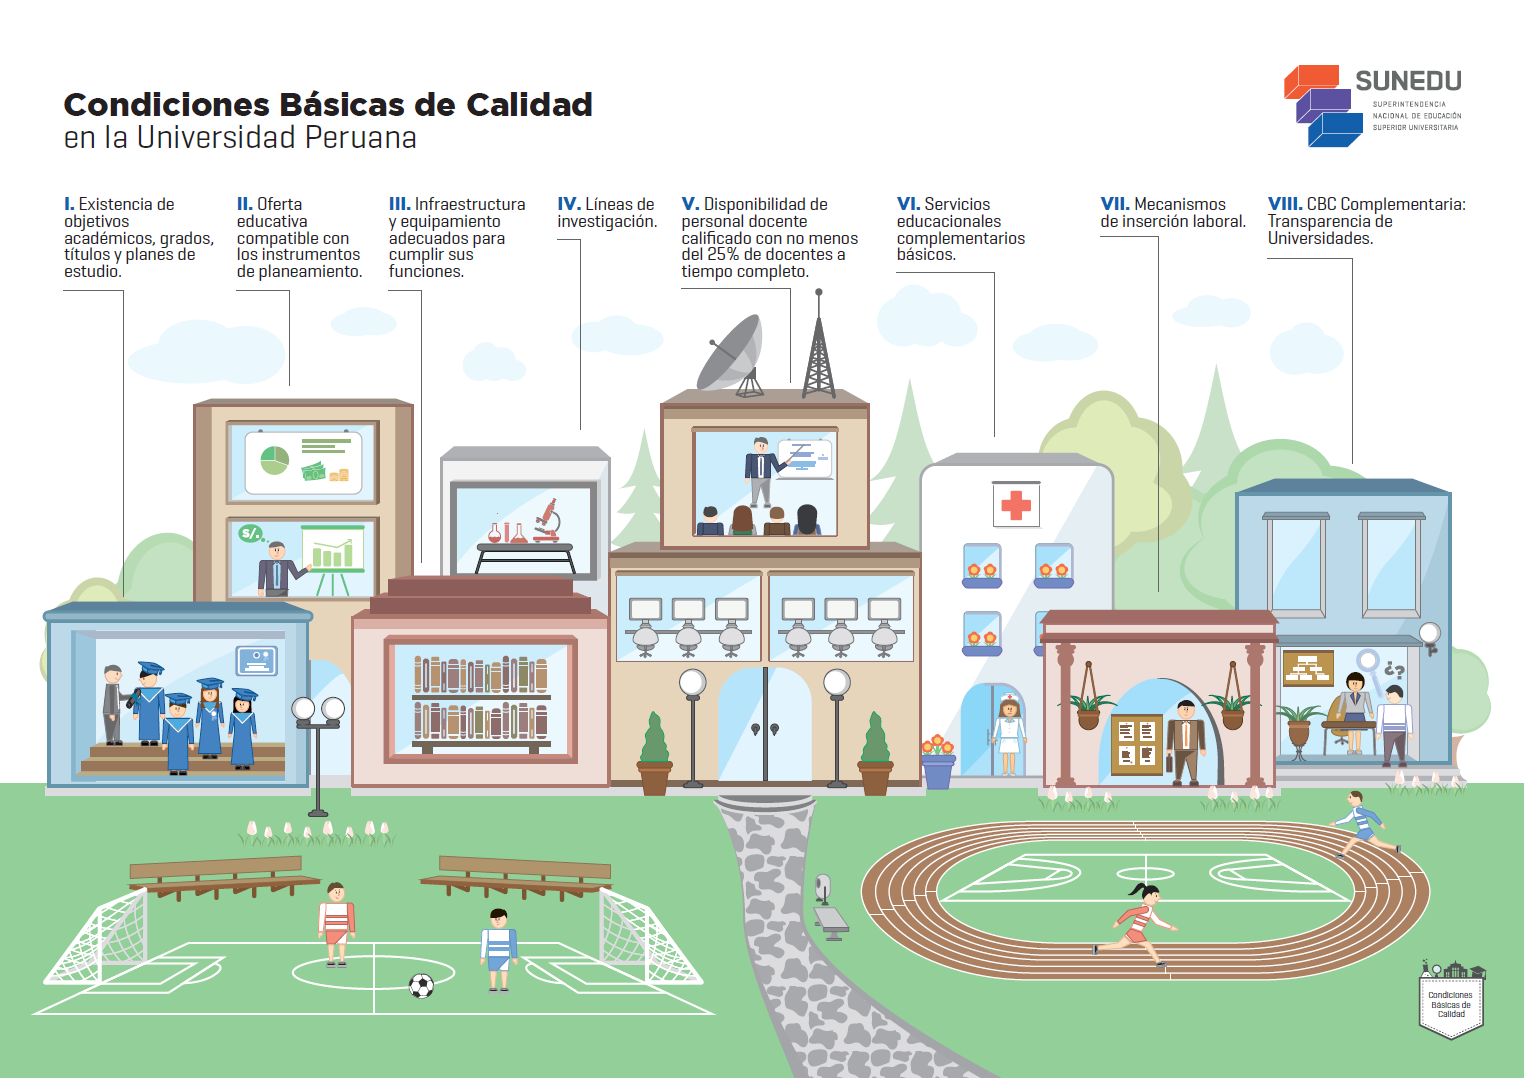 Condiciones Básicas de Calidad
en la Universidad Peruana
SUNEDU
SUPERINTENDENCIA
NACIONAL DE EDUCACIÓN
SUPERIOR UNIVERSITARIA
I. Existencia de
objetivos
académicos, grados,
títulos y planes de
estudio.
II. Oferta
educativa
compatible con
los instrumentos
de planeamiento.
III. Infraestructura
y equipamiento
adecuados para
cumplir sus
funciones.
IV. Líneas de
investigación.
V. Disponibilidad de
personal docente
calificado con no menos
del 25% de docentes a
tiempo completo.
VI. Servicios
educacionales
complementarios
básicos.
VII. Mecanismos
de inserción laboral.
VIII. CBC Complementaria:
Transparencia de
Universidades.
S/.
¿?
Condiciones
Básicas de
Calidad